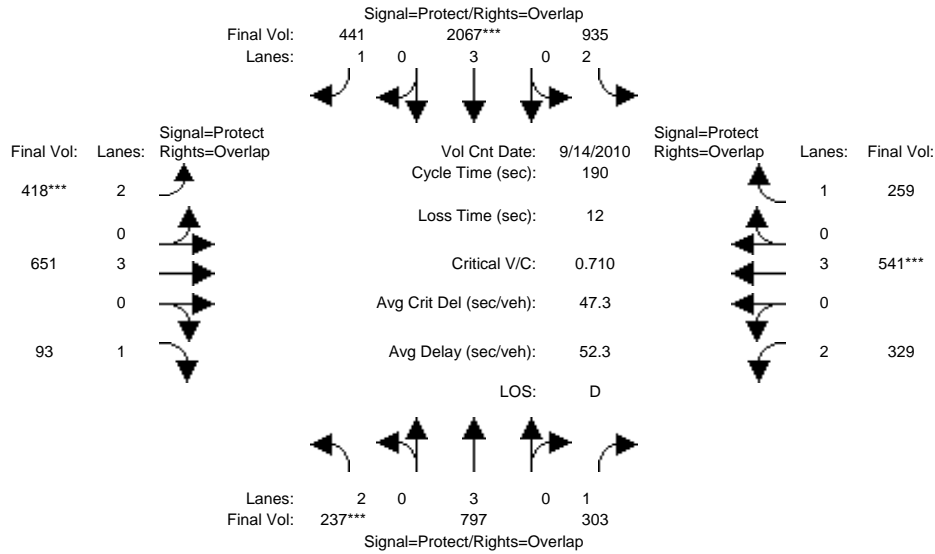 Signal=Protect/Rights=Overlap
Final Vol: 441 2067*** 935
Lanes: 1 0 3 0 2
Signal=Protect
Final Vol: Lanes: Rights=Overlap
Vol Cnt Date: 9/14/2010
Signal=Protect
Rights=Overlap Lanes: Final Vol:
Cycle Time (sec): 190
418*** 2
1 259
Loss Time (sec): 12
0
0
651 3
Critical V/C: 0.710
3 541***
0
Avg Crit Del (sec/veh): 47.3
0
93 1
Avg Delay (sec/veh): 52.3
2 329
LOS: D
Lanes: 2 0 3 0 1
Final Vol: 237*** 797 303
Signal=Protect/Rights=Overlap